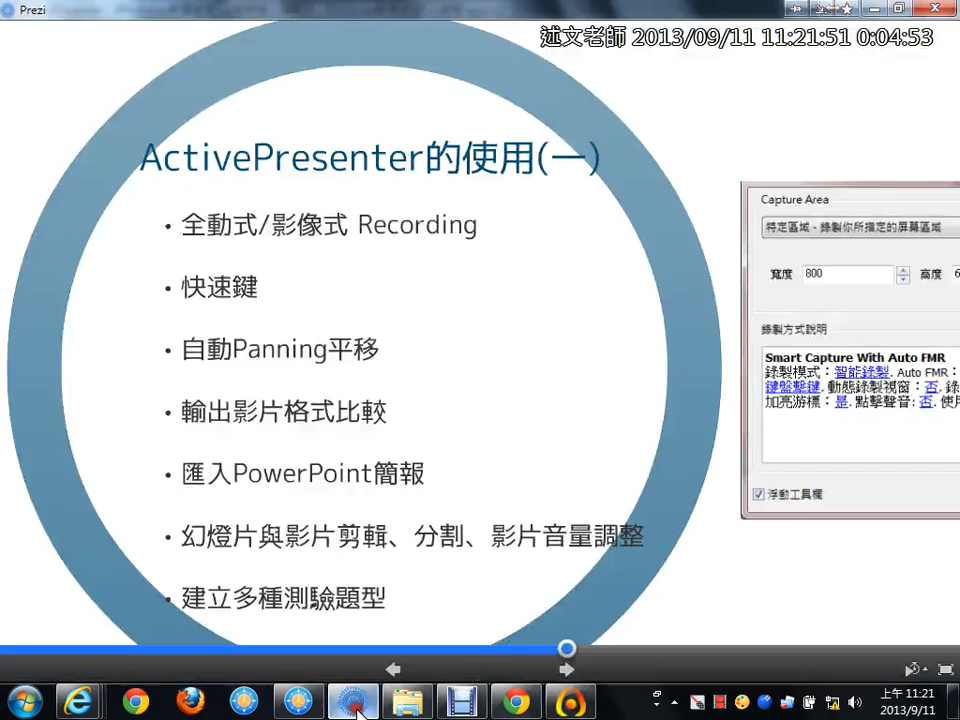 Prezi
述文老師 2013/09/11 11:21:51 0:04:53
ActivePresenter的使用(一)
• 全動式/影像式 Recording
• 快速鍵
• 自動Panning平移
• 輸出影片格式比較
• 匯入PowerPoint簡報
• 幻燈片與影片剪輯、分割、影片音量調整
• 建立多種測驗題型
Capture Area
特定區域 - 錄製你所指定的屏幕區域
寬度 800 高度 6
錄製方式說明
Smart Capture With Auto FMR
錄製模式：智能錄製. Auto FMR：
鍵盤擊鍵. 動態錄製視窗：否. 錄
加亮游標：是. 點擊聲音: 否. 使用
浮動工具欄
上午 11:21
2013/9/11